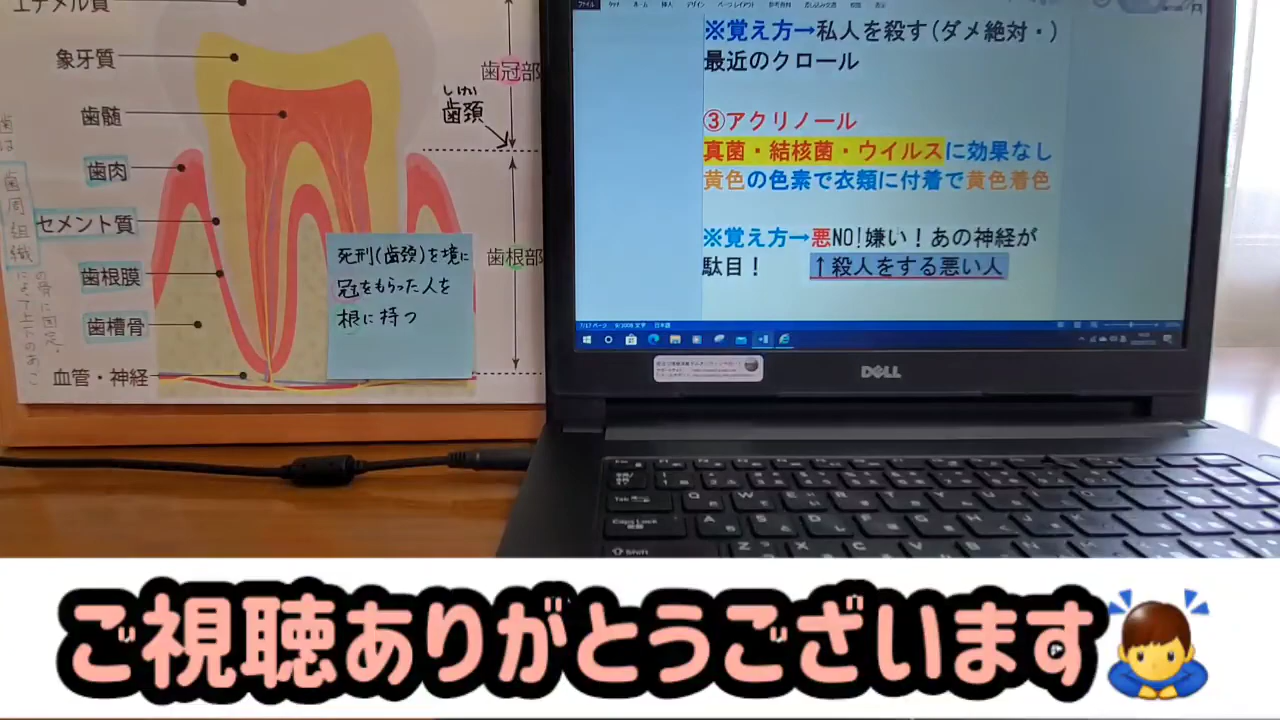 エナメル質
象牙質
歯髄
歯肉
セメント質
歯根膜
歯槽骨
血管・神経
歯周組織
歯冠部
歯頚
歯根部
死刑(歯頚)を境に
冠をもらった人を
根に持つ
※覚え方→私人を殺す(ダメ絶対・)
最近のクロール
③アクリノール
真菌・結核菌・ウイルスに効果なし
黄色の色素で衣類に付着で黄色着色
※覚え方→悪NO!嫌い！あの神経が
駄目！ ↑殺人をする悪い人
DELL
ご視聴ありがとうございます